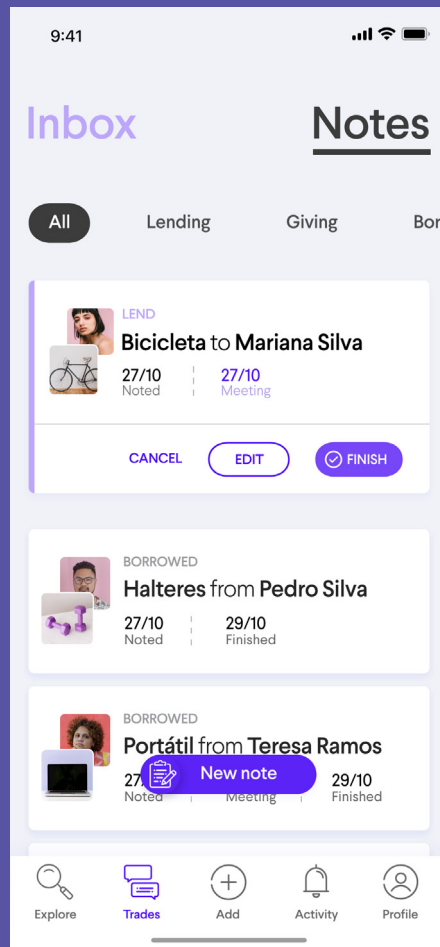 9:41
Inbox Notes
All Lending Giving Bor
LEND
Bicicleta to Mariana Silva
27/10 27/10
Noted Meeting
CANCEL EDIT FINISH
BORROWED
Halteres from Pedro Silva
27/10 29/10
Noted Finished
BORROWED
Portátil from Teresa Ramos
27 29/10
New note
Noted Meeting Finished
Explore Trades Add Activity Profile